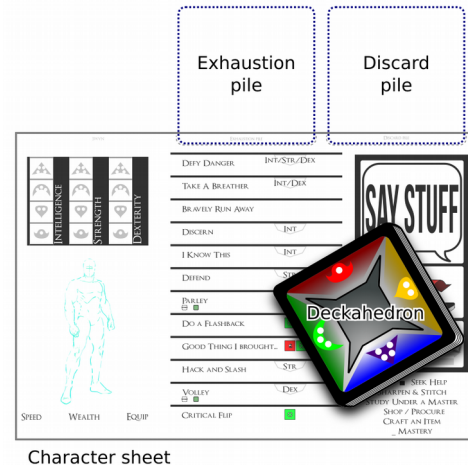 Exhaustion
pile
Discard
pile
INTELLIGENCE
STRENGTH
DEXTERITY
DEFY DANGER INT/STR/DEX
TAKE A BREATHER INT/DEX
BRAVELY RUN AWAY
DISCERN INT
I KNOW THIS INT
DEFEND
PARLEY
DO A FLASHBACK
GOOD THING I BROUGHT...
HACK AND SLASH STR
VOLLEY DEX
CRITICAL FLIP
SAY STUFF
Deckahedron
SEEK HELP
& STITCH
UNDER A MASTER
SHOP / PROCURE
CRAFT AN ITEM
_ MASTERY
SPEED WEALTH EQUIP
Character sheet